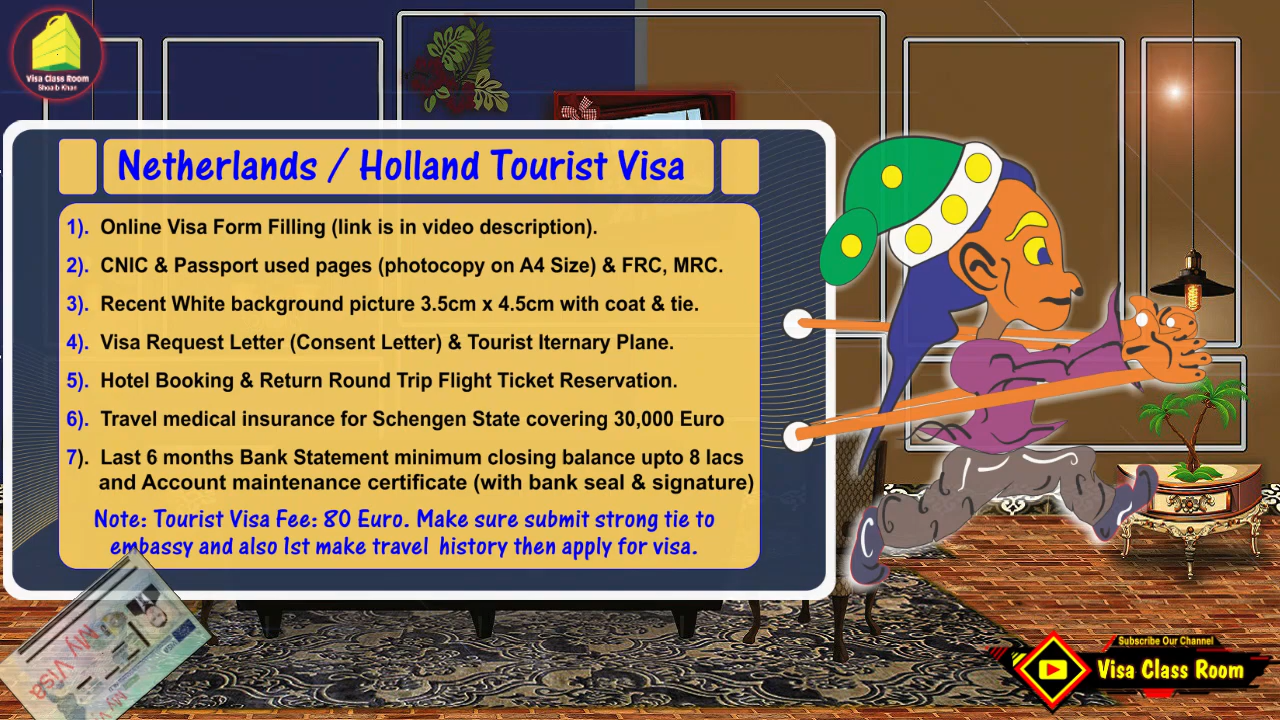 Visa Class Room
Shoaib Khan
Netherlands / Holland Tourist Visa
1). Online Visa Form Filling (link is in video description).
2). CNIC & Passport used pages (photocopy on A4 Size) & FRC, MRC.
3). Recent White background picture 3.5cm x 4.5cm with coat & tie.
4). Visa Request Letter (Consent Letter) & Tourist Iternary Plane.
5). Hotel Booking & Return Round Trip Flight Ticket Reservation.
6). Travel medical insurance for Schengen State covering 30,000 Euro
7). Last 6 months Bank Statement minimum closing balance upto 8 lacs
and Account maintenance certificate (with bank seal & signature)
Note: Tourist Visa Fee: 80 Euro. Make sure submit strong tie to
embassy and also 1st make travel history then apply for visa.
My Visa
Subscribe Our Channel
Visa Class Room